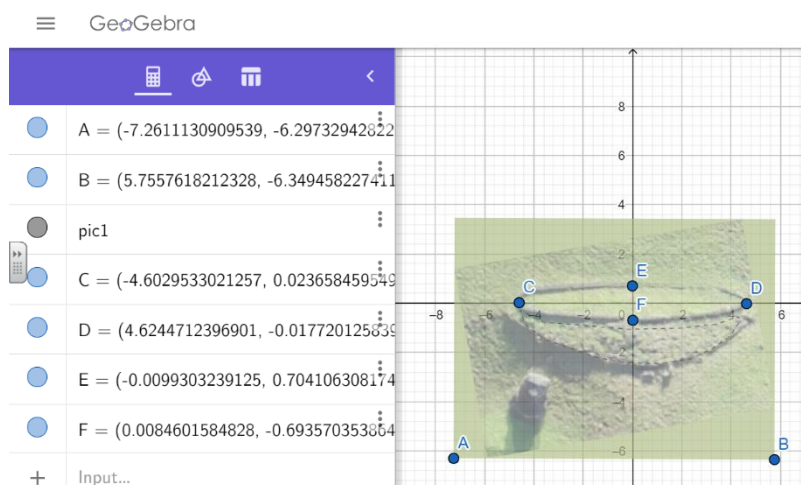 GeoGebra
A = (-7.2611130909539, -6.29732942822
B = (5.7557618212328, -6.349458227411
pic1
C = (-4.6029533021257, 0.023658459549
D = (4.6244712396901, -0.017720125839
E = (-0.0099303239125, 0.704106308174
F = (0.0084601584828, -0.693570353864
+ Input...
8
6
4
2
E
C
D
F
-8 -6 -4 -2 0 2 4 6
-2
-4
-6
A
B